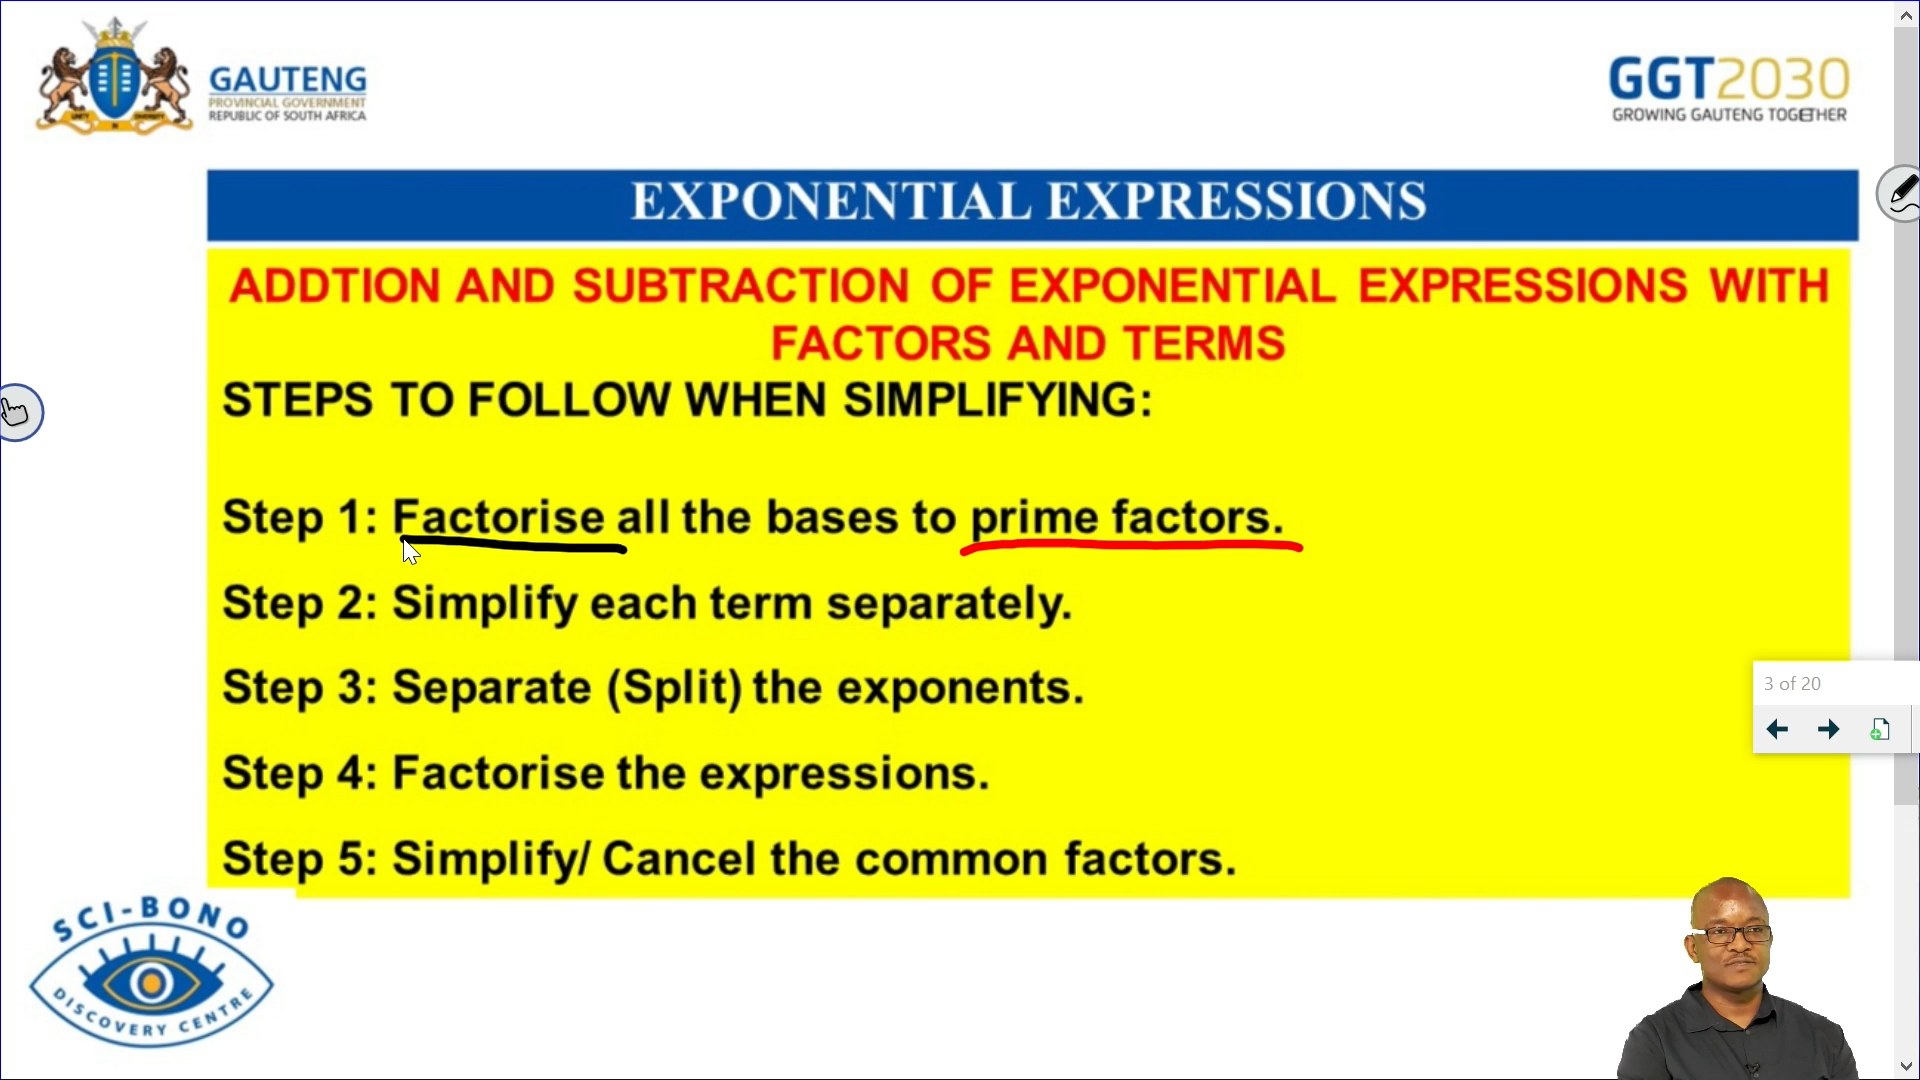 GAUTENG
PROVINCIAL GOVERNMENT
REPUBLIC OF SOUTH AFRICA
UNITY IN DIVERSITY
GGT2030
GROWING GAUTENG TOGETHER
EXPONENTIAL EXPRESSIONS
ADDTION AND SUBTRACTION OF EXPONENTIAL EXPRESSIONS WITH
FACTORS AND TERMS
STEPS TO FOLLOW WHEN SIMPLIFYING:
Step 1: Factorise all the bases to prime factors.
Step 2: Simplify each term separately.
Step 3: Separate (Split) the exponents.
3 of 20
Step 4: Factorise the expressions.
Step 5: Simplify/ Cancel the common factors.
SCI-BONO
DISCOVERY CENTRE